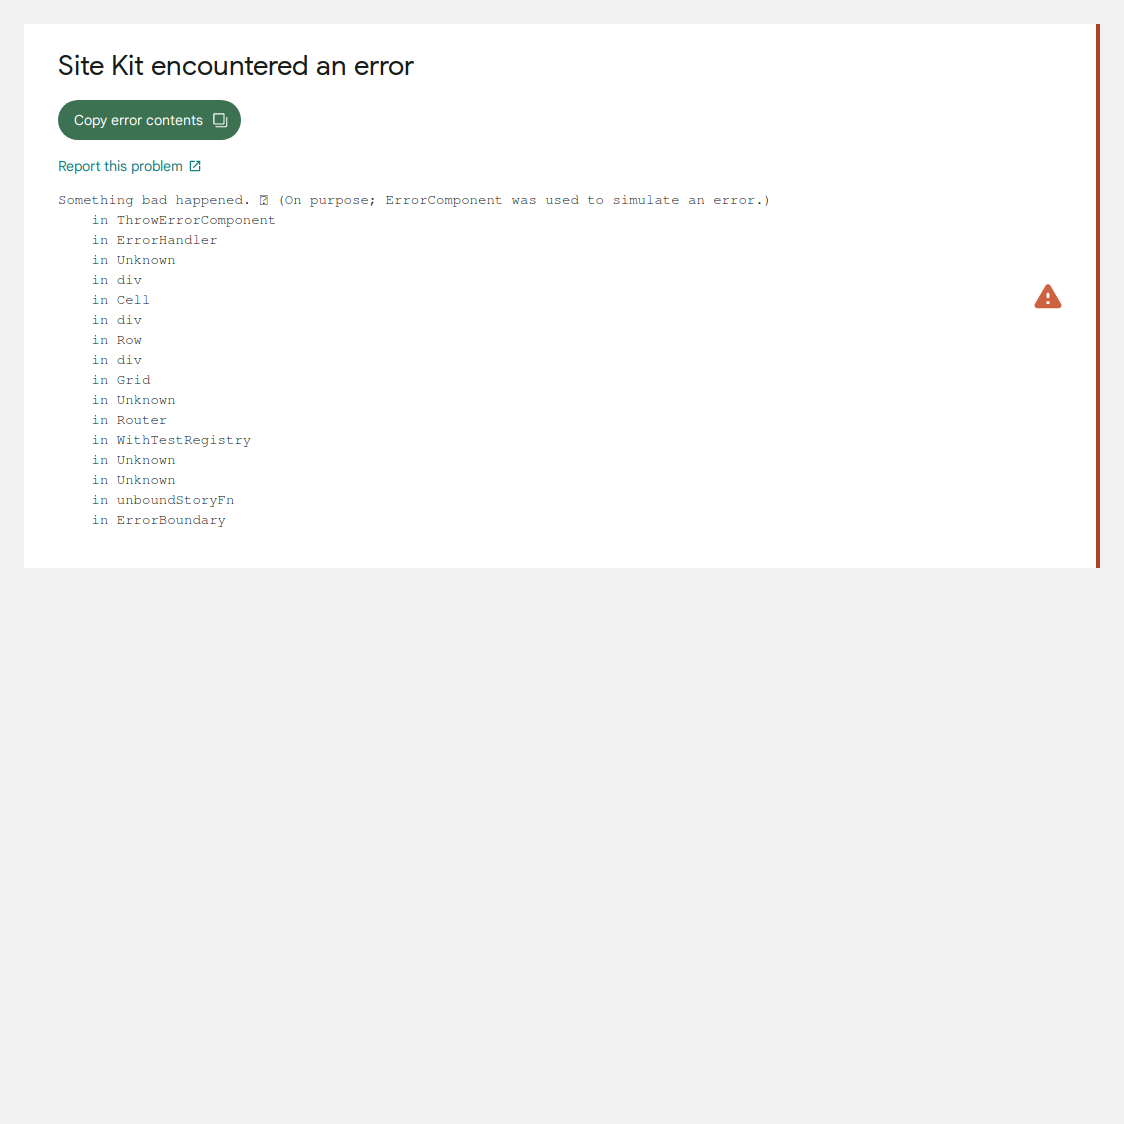 Site Kit encountered an error
Copy error contents
Report this problem
Something bad happened. (On purpose; ErrorComponent was used to simulate an error.)
in ThrowErrorComponent
in ErrorHandler
in Unknown
in div
in Cell
in div
in Row
in div
in Grid
in Unknown
in Router
in WithTestRegistry
in Unknown
in Unknown
in unboundStoryFn
in ErrorBoundary